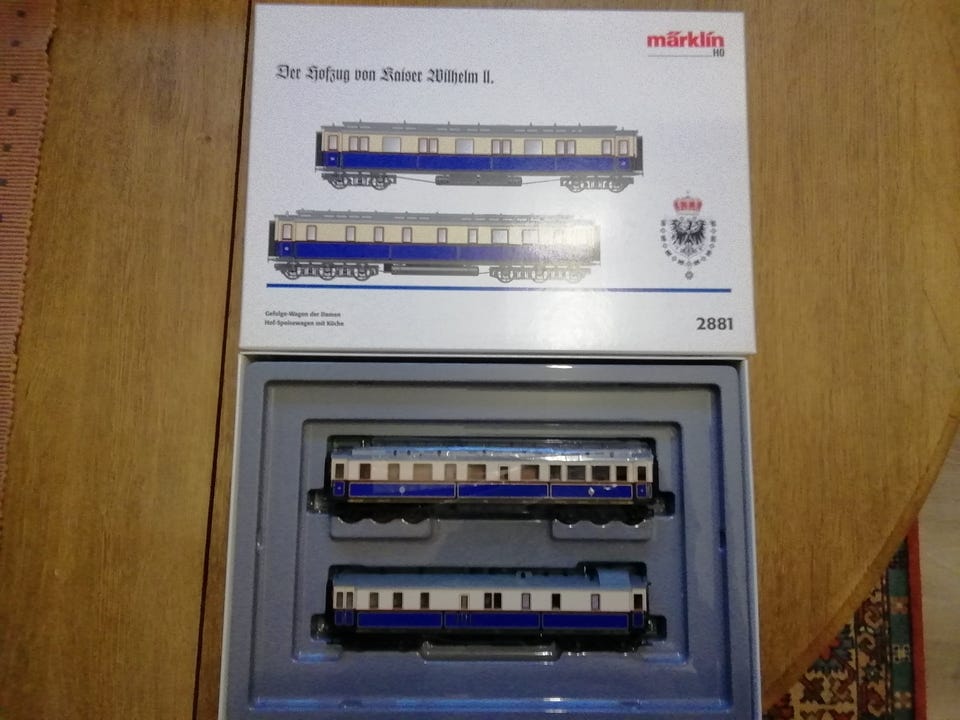 märklin
H0
Der Hofzug von Kaiser Wilhelm II.
Gefolge-Wagen der Damen
Hof-Speisewagen mit Küche
2881